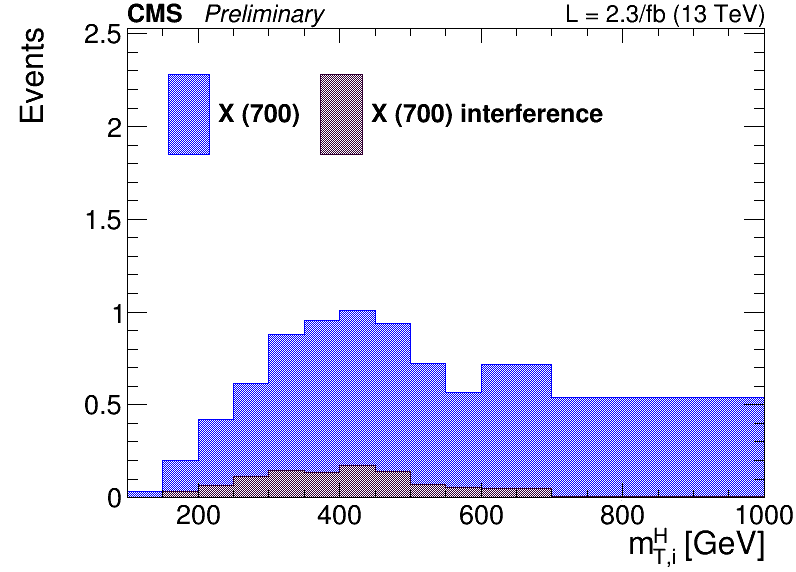 CMS Preliminary L = 2.3/fb (13 TeV)
Events
2.5
X (700) X (700) interference
2
1.5
1
0.5
0
200 400 600 800 1000
m^H_{T,i} [GeV]